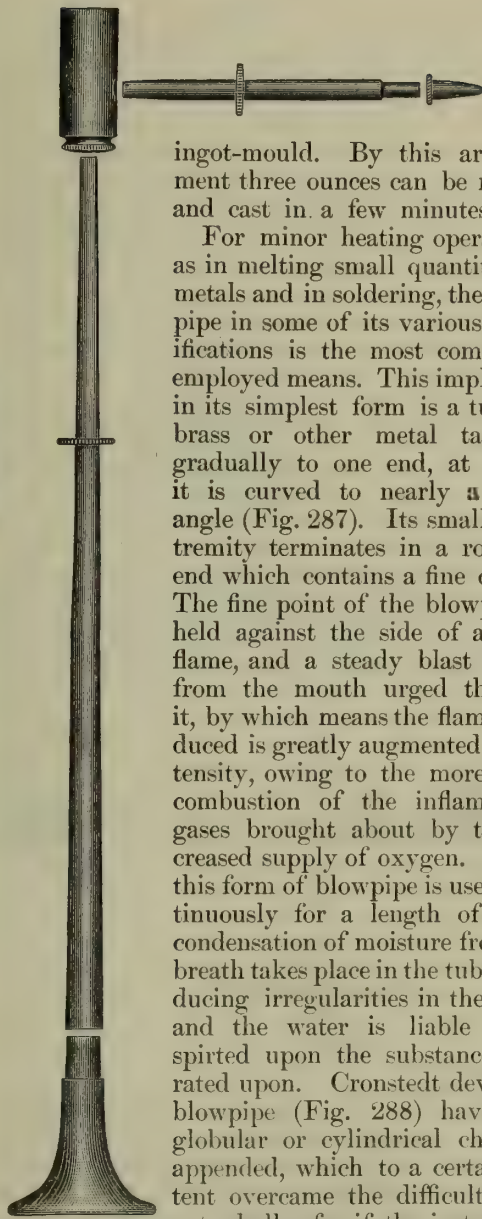 ingot-mould. By this ar
ment three ounces can be
and cast in a few minutes
For minor heating oper
as in melting small quantit
metals and in soldering, the
pipe in some of its various
ifications is the most com
employed means. This impl
in its simplest form is a t
brass or other metal ta
gradually to one end, at
it is curved to nearly a
angle (Fig. 287). Its small
tremity terminates in a ro
end which contains a fine
The fine point of the blow
held against the side of a
flame, and a steady blast
from the mouth urged th
it, by which means the flam
duced is greatly augmented
tensity, owing to the more
combustion of the inflam
gases brought about by t
creased supply of oxygen.
this form of blowpipe is use
tinuously for a length of
condensation of moisture fr
breath takes place in the tub
ducing irregularities in the
and the water is liable
spirted upon the substanc
rated upon. Cronstedt de
blowpipe (Fig. 288) hav
globular or cylindrical ch
appended, which to a certa
tent overcame the difficult